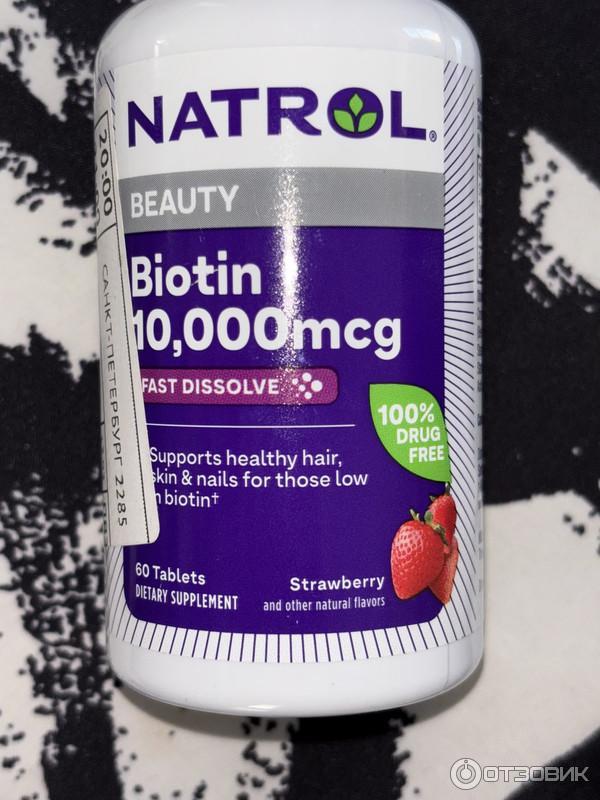 NATROL®
BEAUTY
Biotin
10,000mcg
FAST DISSOLVE
100%
DRUG
FREE
Supports healthy hair,
skin & nails for those low
biotin†
60 Tablets
DIETARY SUPPLEMENT
Strawberry
and other natural flavors
20:00
САНКТ-ПЕТЕРБУРГ 2285
ОТЗОВИК